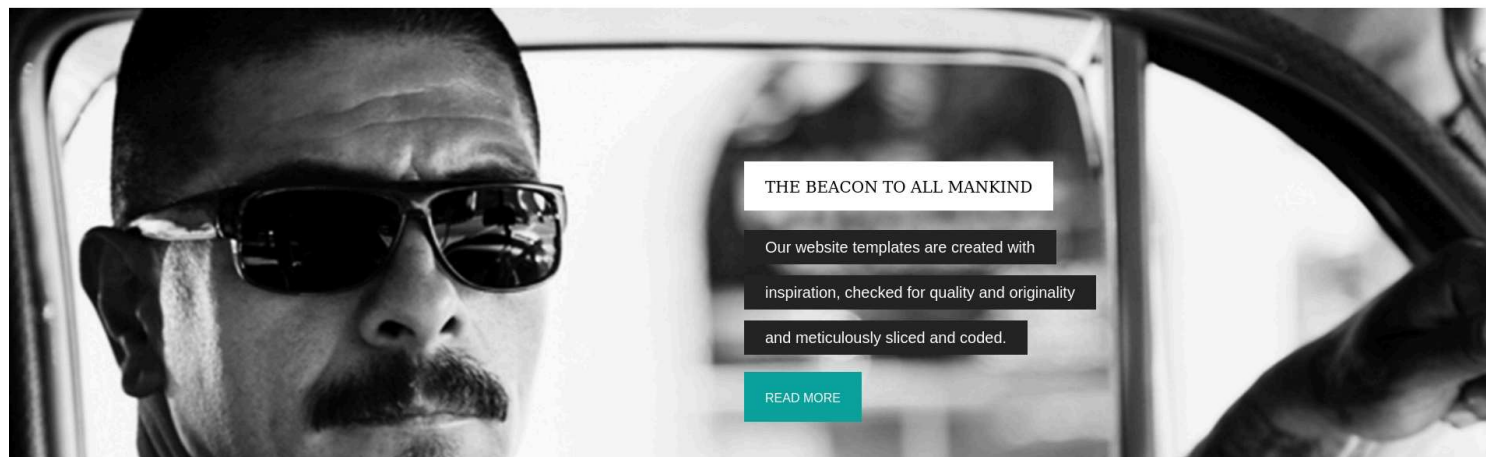 THE BEACON TO ALL MANKIND
Our website templates are created with
inspiration, checked for quality and originality
and meticulously sliced and coded.
READ MORE